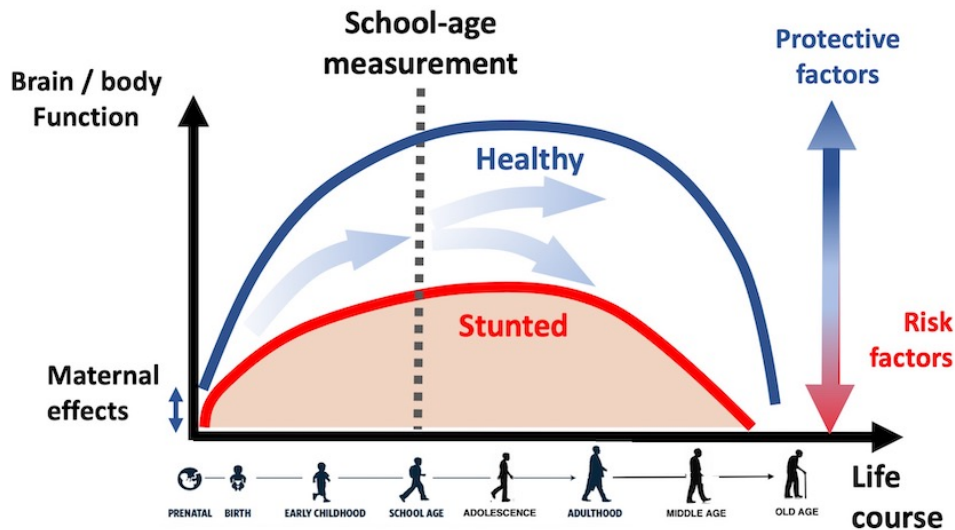 School-age
measurement
Protective
factors
Brain / body
Function
Healthy
Stunted
Risk
factors
Maternal
effects
Life
course
PRENATAL
BIRTH
EARLY CHILDHOOD
SCHOOL AGE
ADOLESCENCE
ADULTHOOD
MIDDLE AGE
OLD AGE